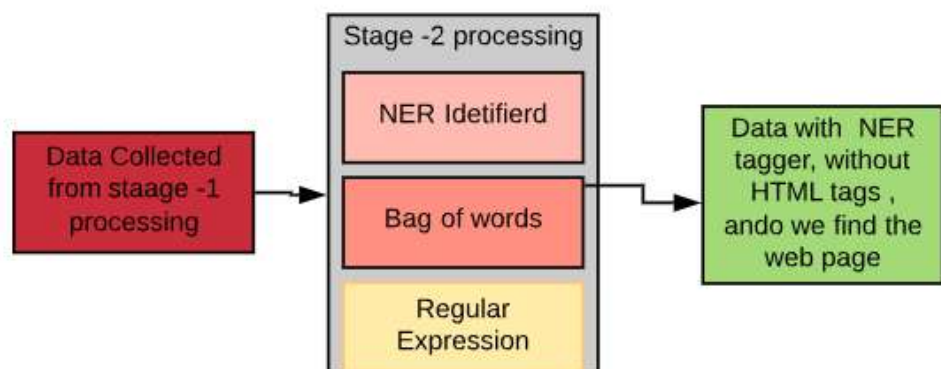 Data Collected
from staage -1
processing
Stage -2 processing
NER Idetifierd
Bag of words
Regular
Expression
Data with NER
tagger, without
HTML tags ,
ando we find the
web page